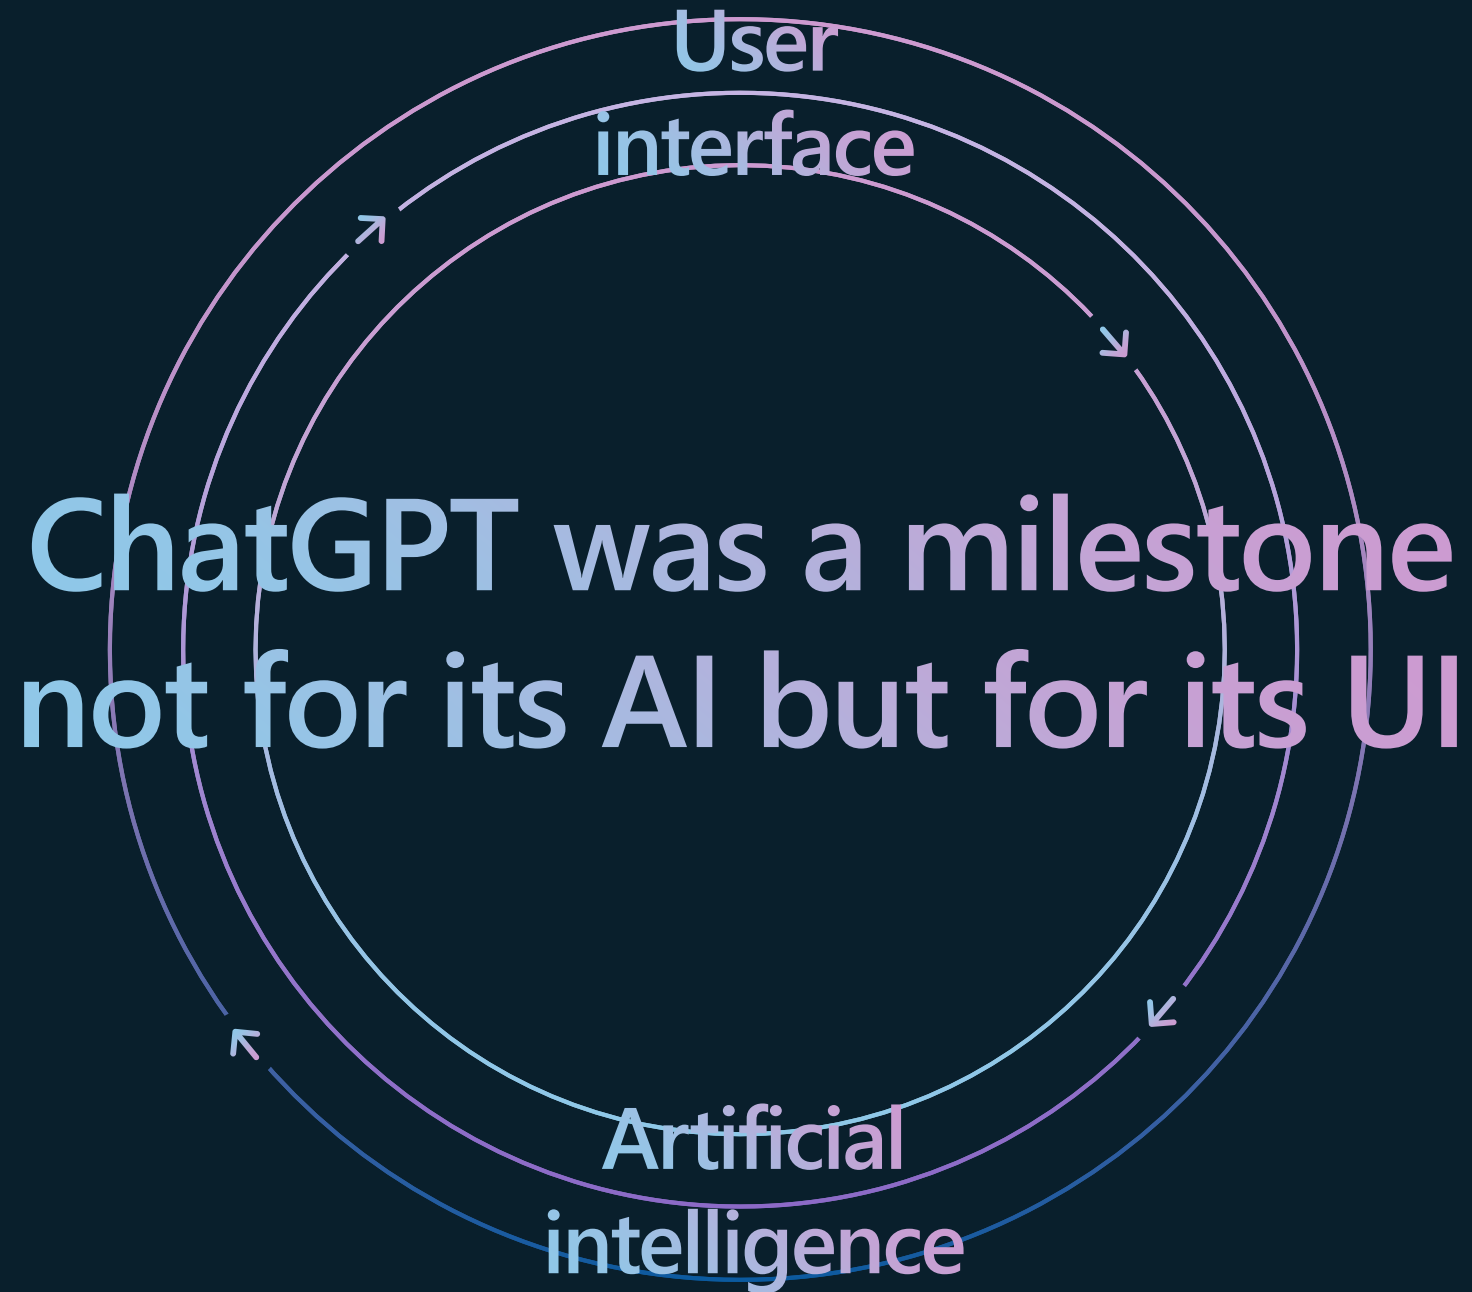 User
interface
ChatGPT was a milestone
not for its AI but for its UI
Artificial
intelligence